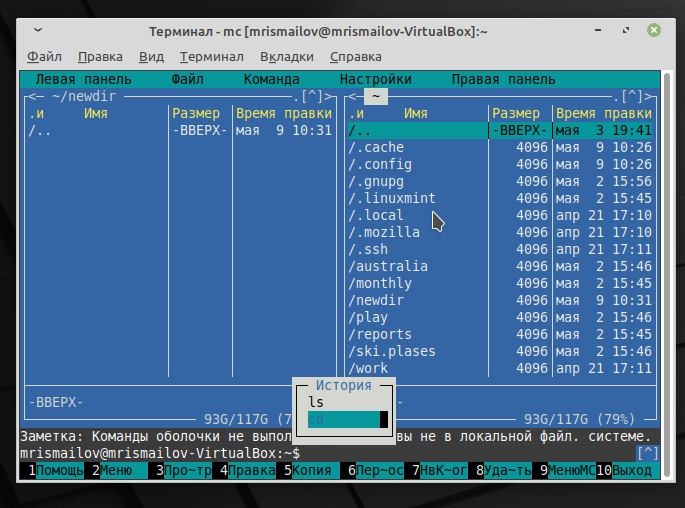 Терминал - mc [mrismailov@mrismailov-VirtualBox]:~
Файл Правка Вид Терминал Вкладки Справка
Левая панель Файл Команда Настройки Правая панель
<─ ~/newdir .[^]> <─ ~ .[^]>
.и Имя Размер Время правки .и Имя Размер Время правки
/.. -ВВЕРХ- мая 9 10:31 /.. -ВВЕРХ- мая 3 19:41
/.cache 4096 мая 9 10:26
/.config 4096 мая 9 10:26
/.gnupg 4096 мая 2 15:56
/.linuxmint 4096 мая 2 15:45
/.local 4096 апр 21 17:10
/.mozilla 4096 апр 21 17:10
/.ssh 4096 апр 21 17:11
/australia 4096 мая 2 15:46
/monthly 4096 мая 2 15:45
/newdir 4096 мая 9 10:31
/play 4096 мая 2 15:46
/reports 4096 мая 2 15:45
/ski.plases 4096 мая 2 15:46
/work 4096 апр 21 17:11
История
ls
cd
-ВВЕРХ- -
93G/117G (7 93G/117G (79%)
Заметка: Команды оболочки не выпол вы не в локальной файл. системе.
mrismailov@mrismailov-VirtualBox:~$ [^]
1Помощь 2Меню 3Про~тр 4Правка 5Копия 6Пер~ос 7НвК~ог 8Уда~ть 9МенюМС 10Выход